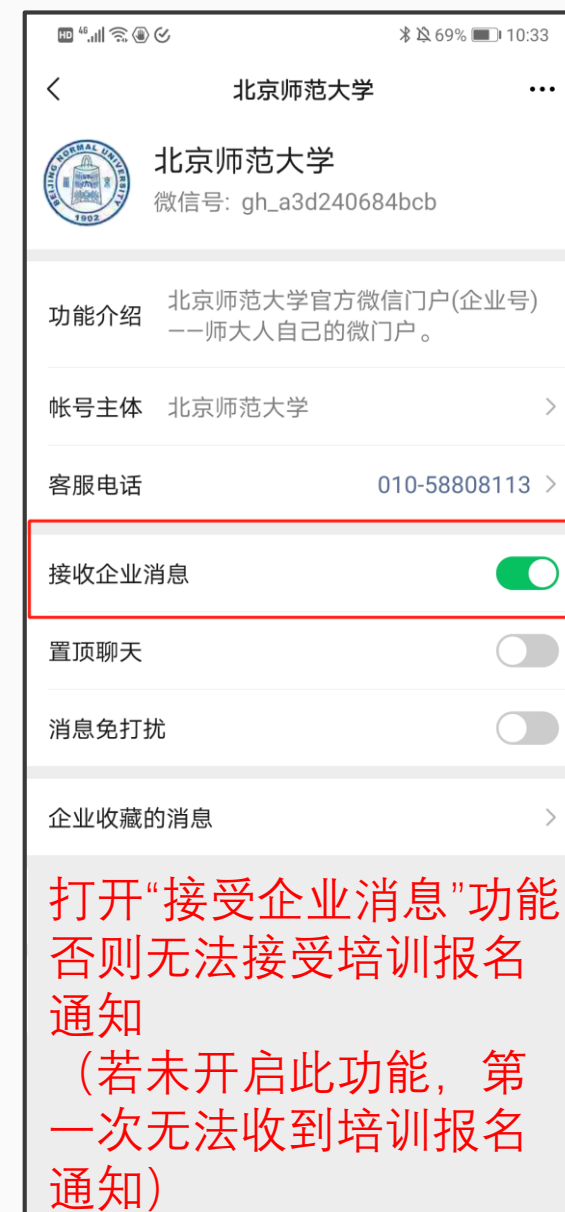 HD 46 69% 10:33
北京师范大学
BEIJING NORMAL UNIVERSITY
1902
北京师范大学
微信号: gh_a3d240684bcb
功能介绍 北京师范大学官方微信门户(企业号)
——师大人自己的微门户。
帐号主体 北京师范大学
客服电话 010-58808113
接收企业消息
置顶聊天
消息免打扰
企业收藏的消息
打开“接受企业消息”功能
否则无法接受培训报名
通知
（若未开启此功能，第
一次无法收到培训报名
通知）